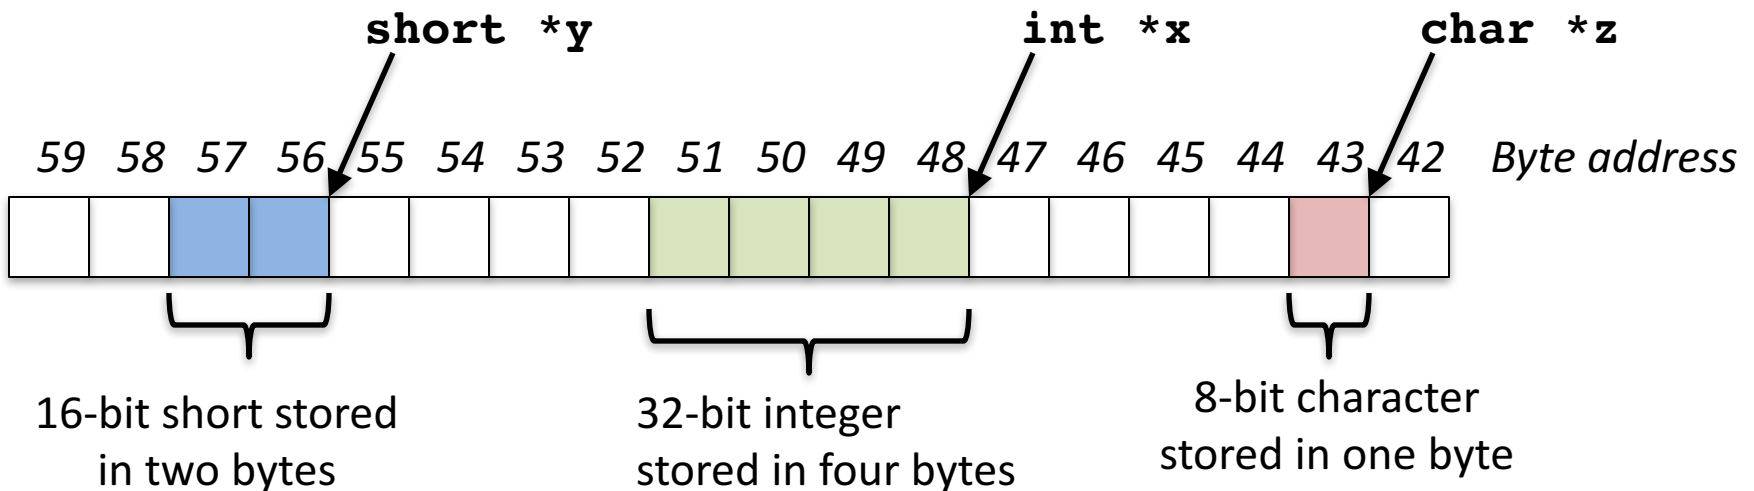 short *y int *x char *z
59 58 57 56 55 54 53 52 51 50 49 48 47 46 45 44 43 42 Byte address
16-bit short stored
in two bytes
32-bit integer
stored in four bytes
8-bit character
stored in one byte